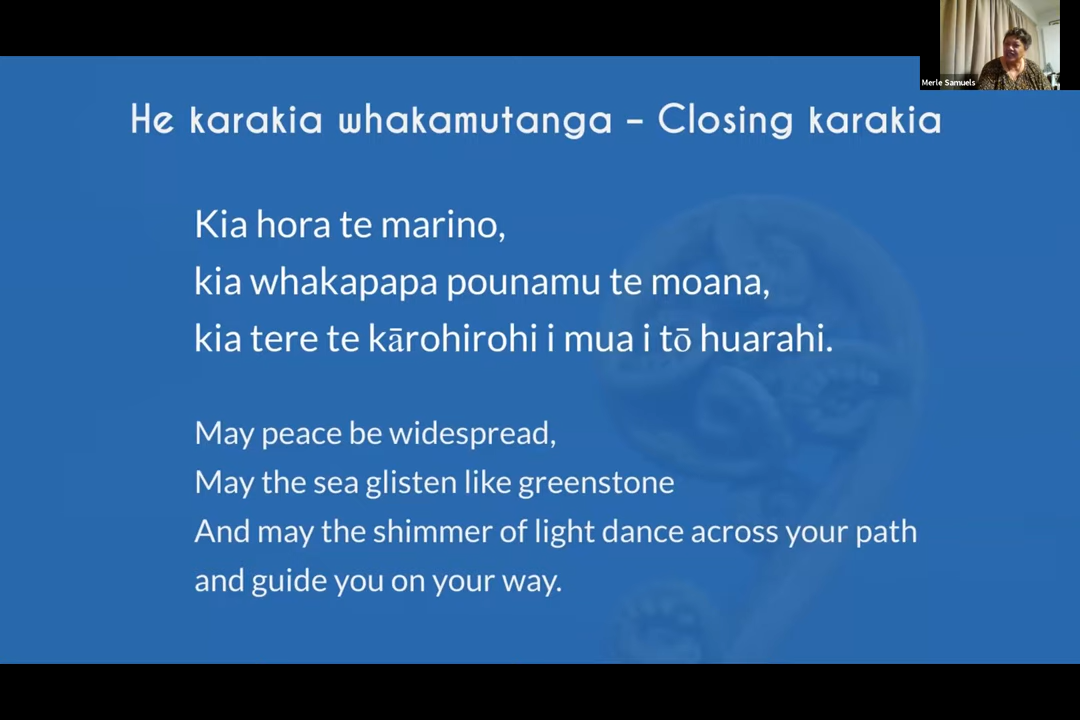 Merle Samuels
He karakia whakamutanga – Closing karakia
Kia hora te marino,
kia whakapapa pounamu te moana,
kia tere te kārohirohi i mua i tō huarahi.
May peace be widespread,
May the sea glisten like greenstone
And may the shimmer of light dance across your path
and guide you on your way.